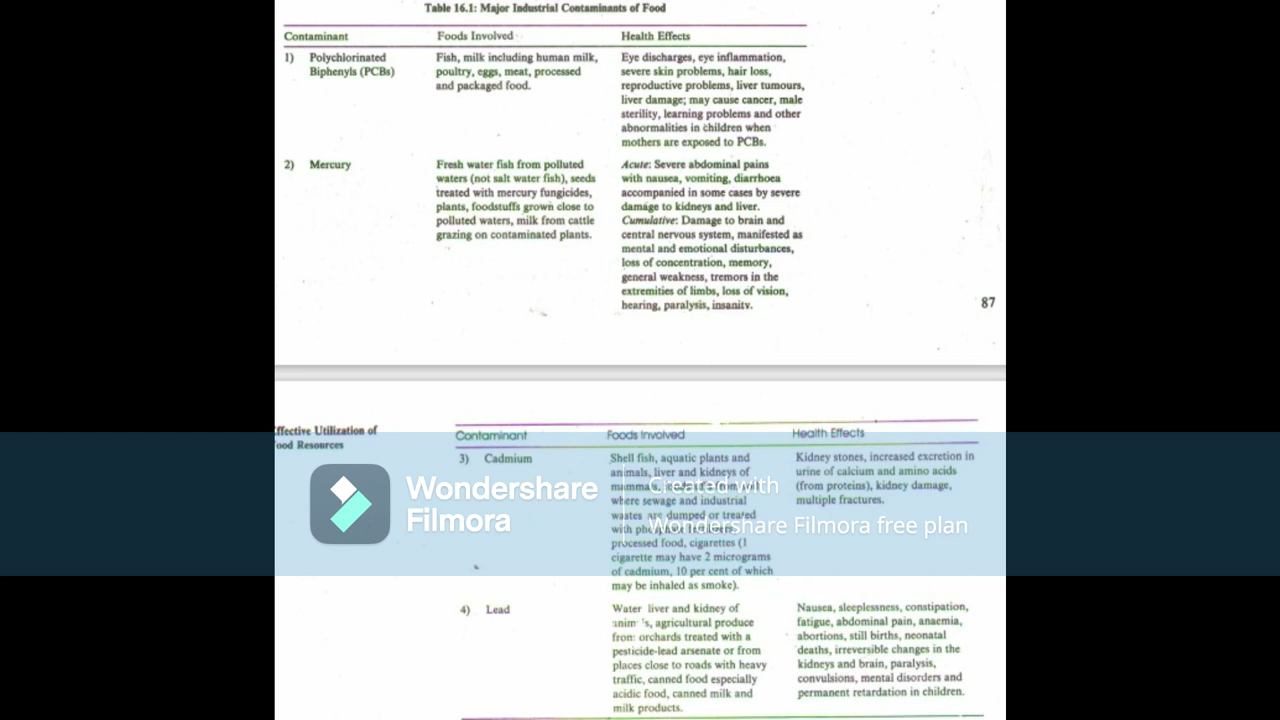 Table 16.1: Major Industrial Contaminants of Food
Contaminant Foods Involved Health Effects
1) Polychlorinated Biphenyls (PCBs)
Fish, milk including human milk,
poultry, eggs, meat, processed
and packaged food.
Eye discharges, eye inflammation,
severe skin problems, hair loss,
reproductive problems, liver tumours,
liver damage; may cause cancer, male
sterility, learning problems and other
abnormalities in children when
mothers are exposed to PCBs.
2) Mercury
Fresh water fish from polluted
waters (not salt water fish), seeds
treated with mercury fungicides,
plants, foodstuffs grown close to
polluted waters, milk from cattle
grazing on contaminated plants.
Acute: Severe abdominal pains
with nausea, vomiting, diarrhoea
accompanied in some cases by severe
damage to kidneys and liver.
Cumulative: Damage to brain and
central nervous system, manifested as
mental and emotional disturbances,
loss of concentration, memory,
general weakness, tremors in the
extremities of limbs, loss of vision,
hearing, paralysis, insanity.
87
ffective Utilization of
ood Resources
Contaminant Foods Involved Health Effects
3) Cadmium
Shell fish, aquatic plants and
animals, liver and kidneys of
where sewage and industrial
wastes are dumped or treated
with
processed food, cigarettes (1
cigarette may have 2 micrograms
of cadmium, 10 per cent of which
may be inhaled as smoke).
Kidney stones, increased excretion in
urine of calcium and amino acids
(from proteins), kidney damage,
multiple fractures.
Wondershare
Filmora
Created with
Wondershare Filmora free plan
4) Lead
Water liver and kidney of
's, agricultural produce
from orchards treated with a
pesticide-lead arsenate or from
places close to roads with heavy
traffic, canned food especially
acidic food, canned milk and
milk products.
Nausea, sleeplessness, constipation,
fatigue, abdominal pain, anaemia,
abortions, still births, neonatal
deaths, irreversible changes in the
kidneys and brain, paralysis,
convulsions, mental disorders and
permanent retardation in children.